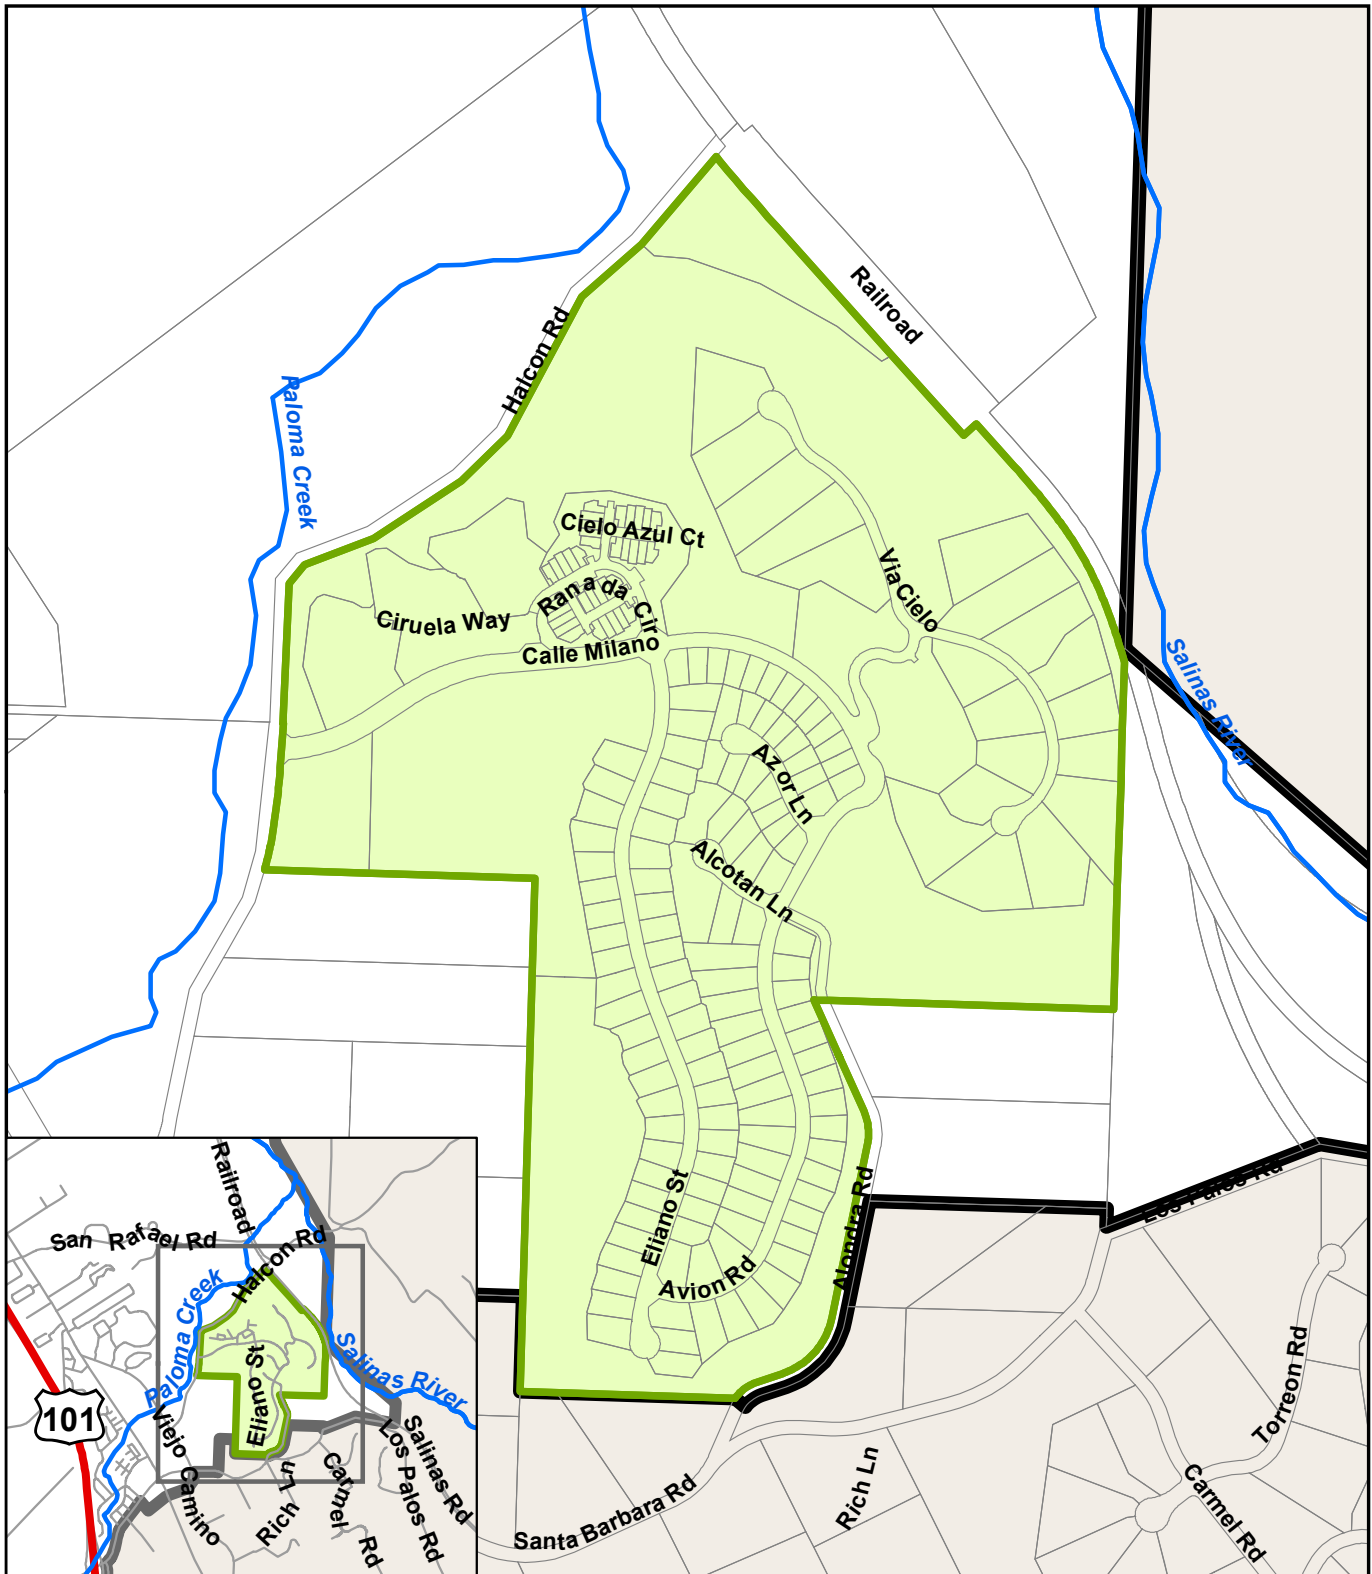 Railroad
Halcon Rd
Paloma Creek
Cielo Azul Ct
Ranada Cir
Via Cielo
Ciruela Way
Calle Milano
Salinas River
Azor Ln
Alcotan Ln
Eliano St
Avion Rd
Alondra Rd
Los Palos Rd
Torreon Rd
Carmel Rd
Rich Ln
Santa Barbara Rd
Railroad
San Rafael Rd
Halcon Rd
Paloma Creek
Salinas River
Eliano St
101
Viejo Camino
Rich Ln
Carmel Rd
Los Palos Rd
Salinas Rd